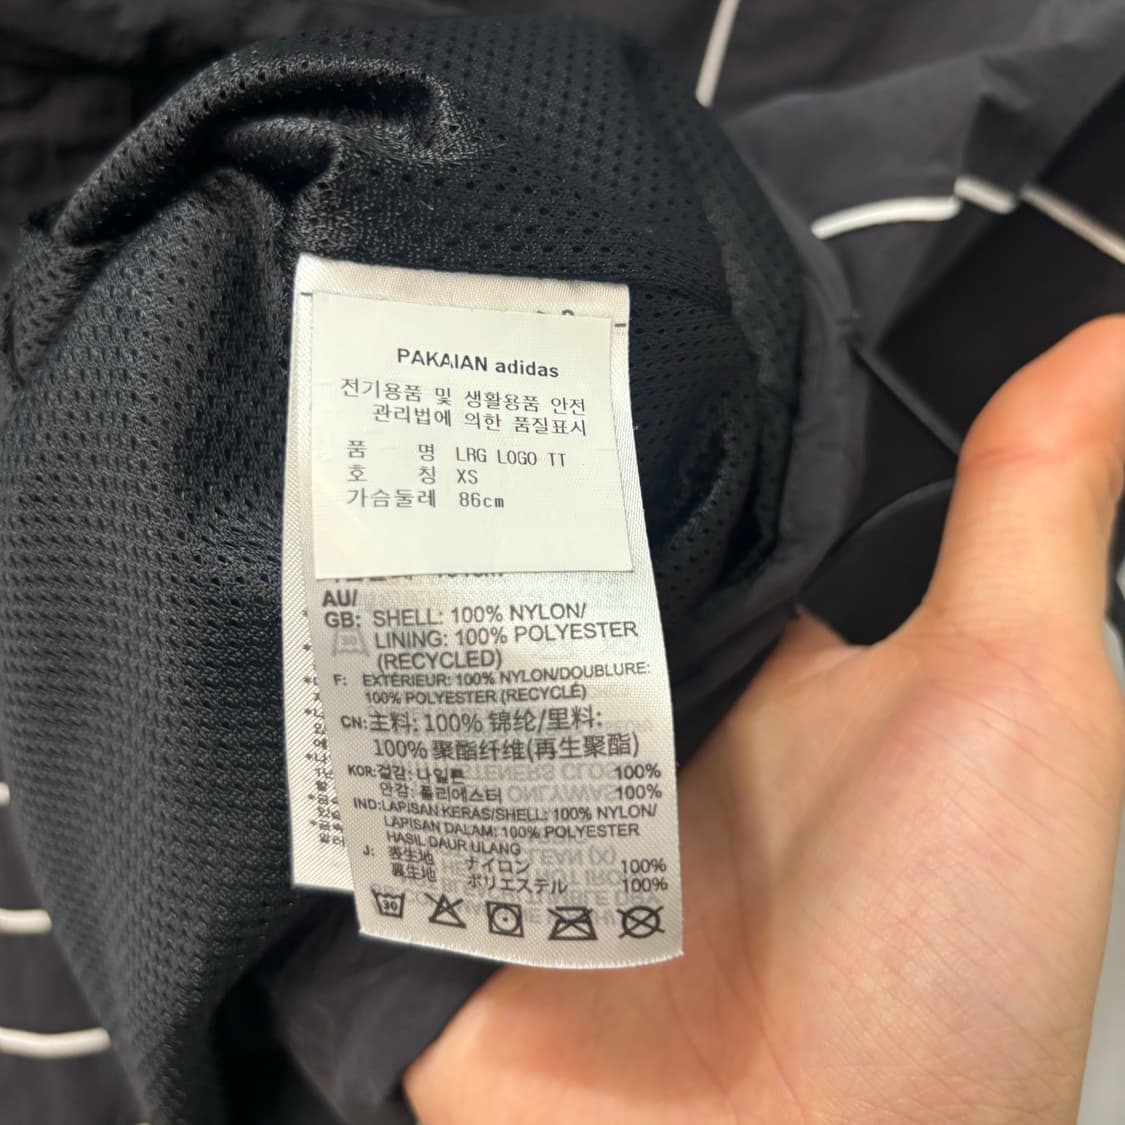 PAKAIAN adidas
전기용품 및 생활용품 안전
관리법에 의한 품질표시
품 명 LRG LOGO TT
호 칭 XS
가슴둘레 86cm
AU/
GB: SHELL: 100% NYLON/
LINING: 100% POLYESTER
(RECYCLED)
F: EXTÉRIEUR: 100% NYLON/DOUBLURE:
100% POLYESTER (RECYCLÉ)
CN:主料: 100% 锦纶/里料:
100% 聚酯纤维(再生聚酯)
KOR:겉감: 나일론 100%
안감: 폴리에스터 100%
IND:LAPISAN KERAS/SHELL: 100% NYLON/
LAPISAN DALAM: 100% POLYESTER
HASIL DAUR ULANG
J: 表生地 ナイロン 100%
裏生地 ポリエステル 100%
30